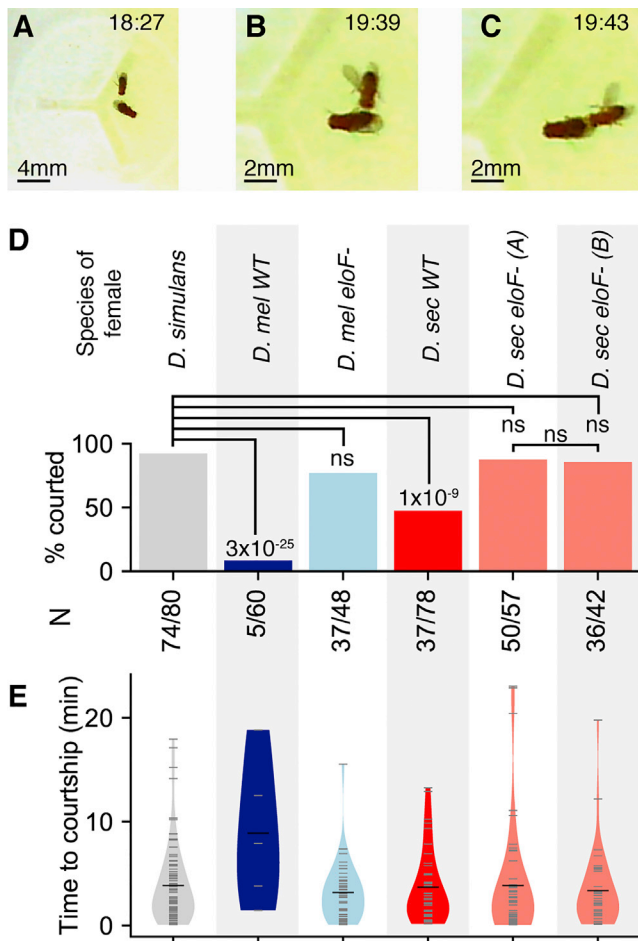 A
18:27
4mm
B
19:39
2mm
C
19:43
2mm
D
Species of
female
D. simulans
D. mel WT
D. mel eloF-
D. sec WT
D. sec eloF- (A)
D. sec eloF- (B)
% courted
100
50
0
3x10⁻²⁵
ns
1x10⁻⁹
ns
ns
ns
N
74/80
5/60
37/48
37/78
50/57
36/42
E
Time to courtship (min)
20
10
0